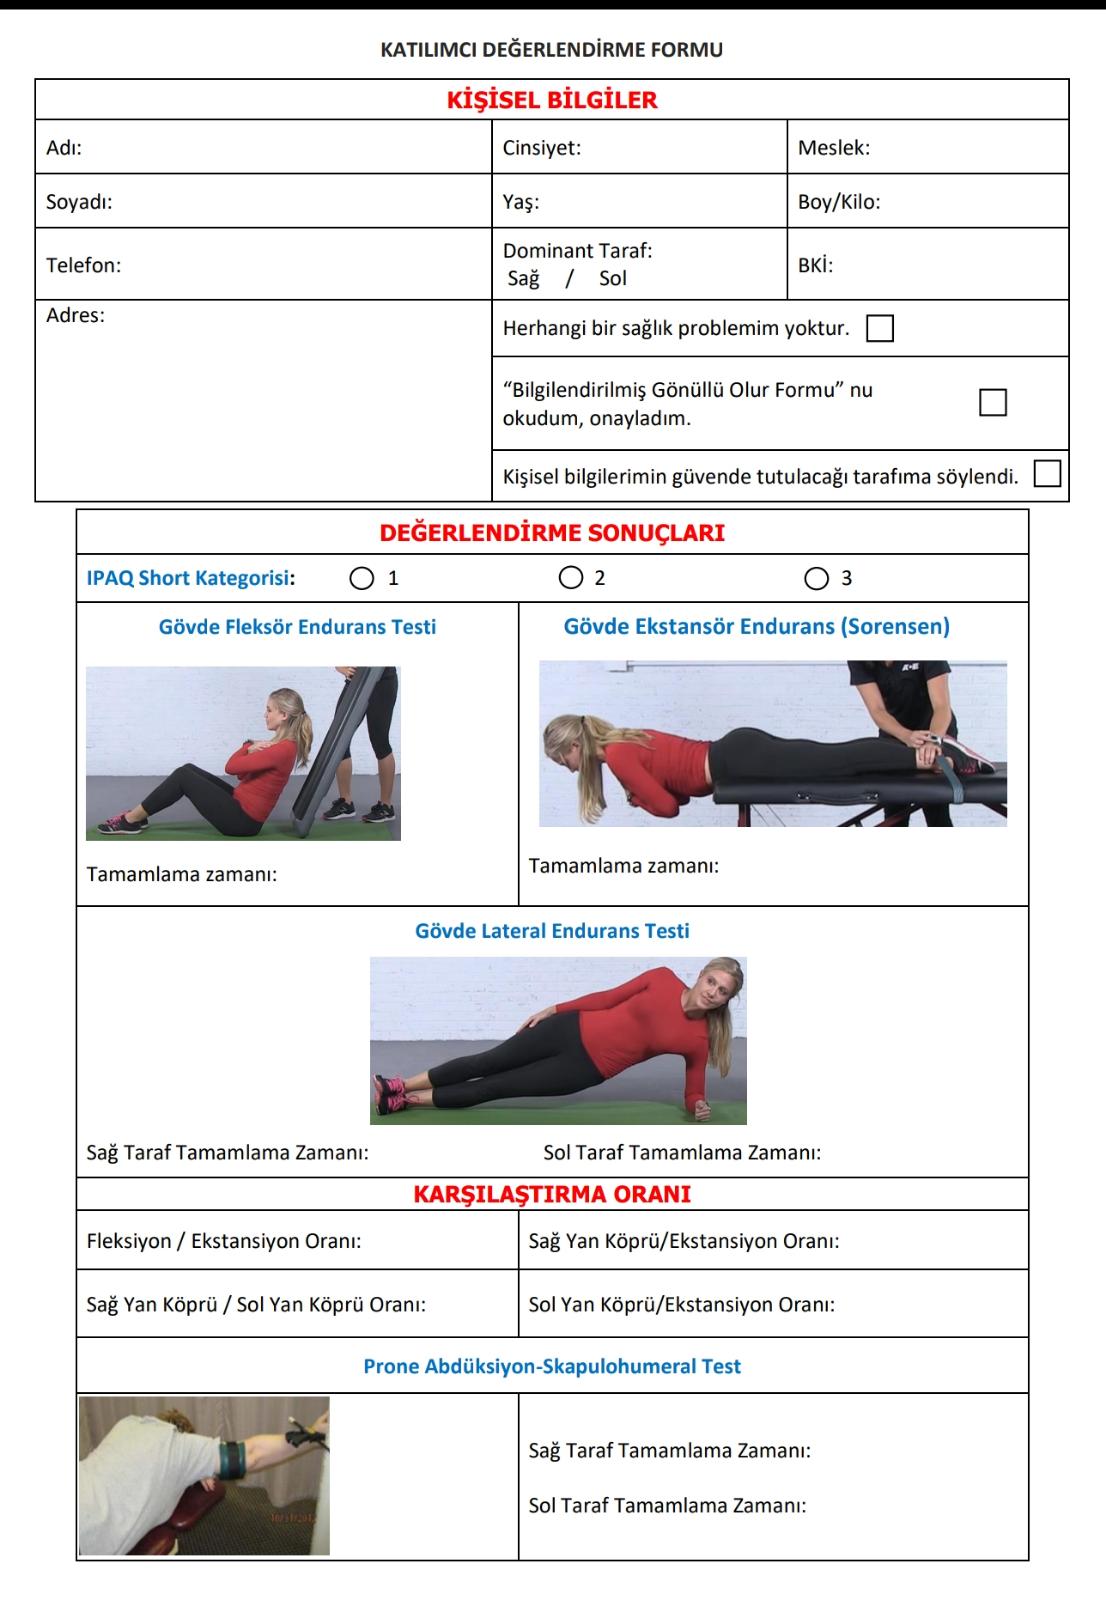 KATILIMCI DEĞERLENDİRME FORMU
KİŞİSEL BİLGİLER
Adı:
Cinsiyet:
Meslek:
Soyadı:
Yaş:
Boy/Kilo:
Telefon:
Dominant Taraf:
Sağ / Sol
BKİ:
Adres:
Herhangi bir sağlık problemim yoktur.
“Bilgilendirilmiş Gönüllü Olur Formu” nu
okudum, onayladım.
Kişisel bilgilerimin güvende tutulacağı tarafıma söylendi.
DEĞERLENDİRME SONUÇLARI
IPAQ Short Kategorisi: 1 2 3
Gövde Fleksör Endurans Testi
Tamamlama zamanı:
Gövde Ekstansör Endurans (Sorensen)
Tamamlama zamanı:
Gövde Lateral Endurans Testi
Sağ Taraf Tamamlama Zamanı:
Sol Taraf Tamamlama Zamanı:
KARŞILAŞTIRMA ORANI
Fleksiyon / Ekstansiyon Oranı:
Sağ Yan Köprü/Ekstansiyon Oranı:
Sağ Yan Köprü / Sol Yan Köprü Oranı:
Sol Yan Köprü/Ekstansiyon Oranı:
Prone Abdüksiyon-Skapulohumeral Test
Sağ Taraf Tamamlama Zamanı:
Sol Taraf Tamamlama Zamanı: